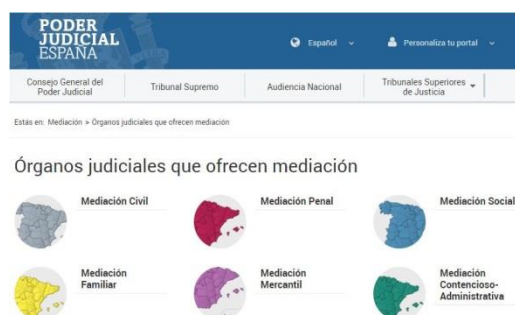 PODER
JUDICIAL
ESPAÑA
Español
Personaliza tu portal
Consejo General del
Poder Judicial
Tribunal Supremo
Audiencia Nacional
Tribunales Superiores
de Justicia
Estás en: Mediación > Órganos judiciales que ofrecen mediación
Órganos judiciales que ofrecen mediación
Mediación Civil
Mediación Penal
Mediación Social
Mediación
Familiar
Mediación
Mercantil
Mediación
Contencioso-
Administrativa